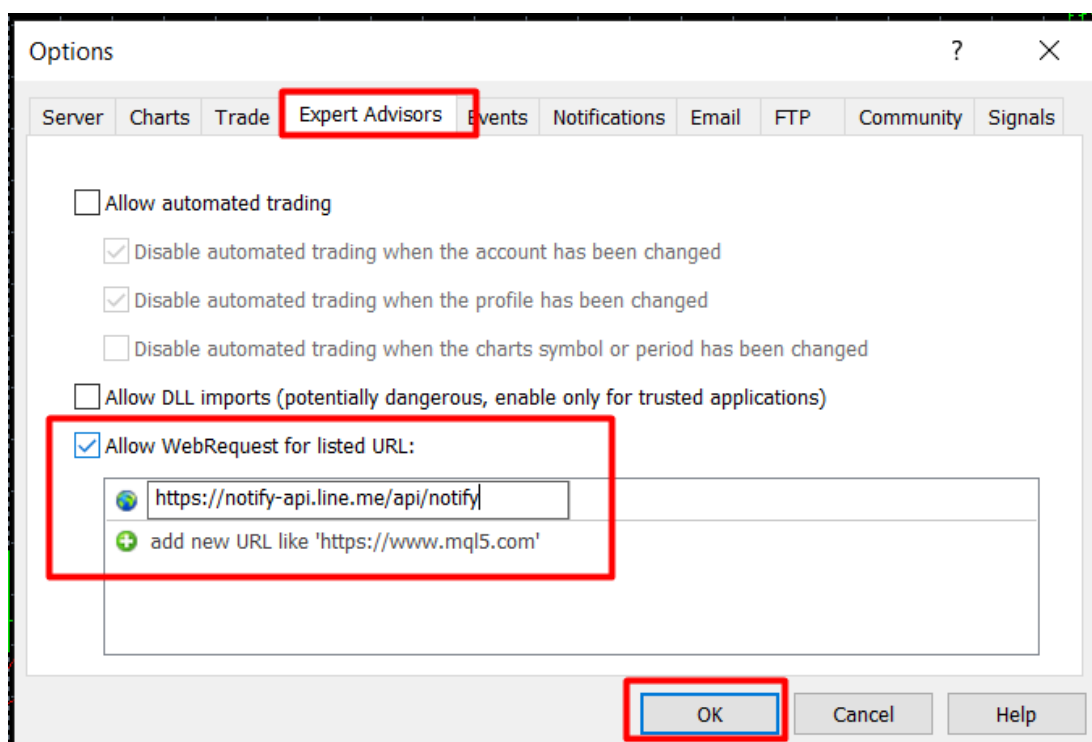 Options
?
Server Charts Trade Expert Advisors Events Notifications Email FTP Community Signals
Allow automated trading
Disable automated trading when the account has been changed
Disable automated trading when the profile has been changed
Disable automated trading when the charts symbol or period has been changed
Allow DLL imports (potentially dangerous, enable only for trusted applications)
Allow WebRequest for listed URL:
https://notify-api.line.me/api/notify
add new URL like 'https://www.mql5.com'
OK Cancel Help